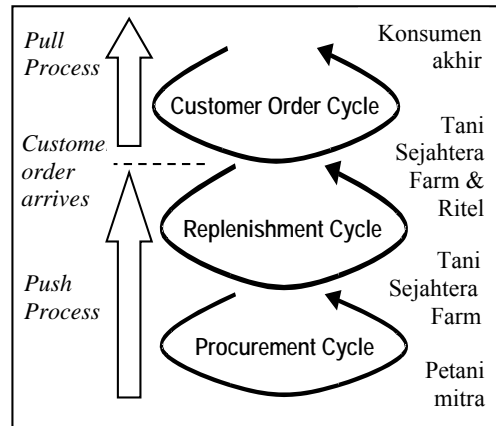 Pull
Process
Custome
order
arrives
Push
Process
Customer Order Cycle
Replenishment Cycle
Procurement Cycle
Konsumen
akhir
Tani
Sejahtera
Farm &
Ritel
Tani
Sejahtera
Farm
Petani
mitra